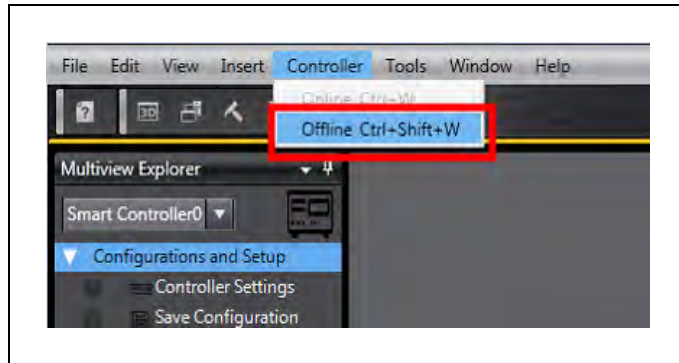 File Edit View Insert Controller Tools Window Help
3D
Online Ctrl+W
Offline Ctrl+Shift+W
Multiview Explorer
Smart Controller0
Configurations and Setup
Controller Settings
Save Configuration